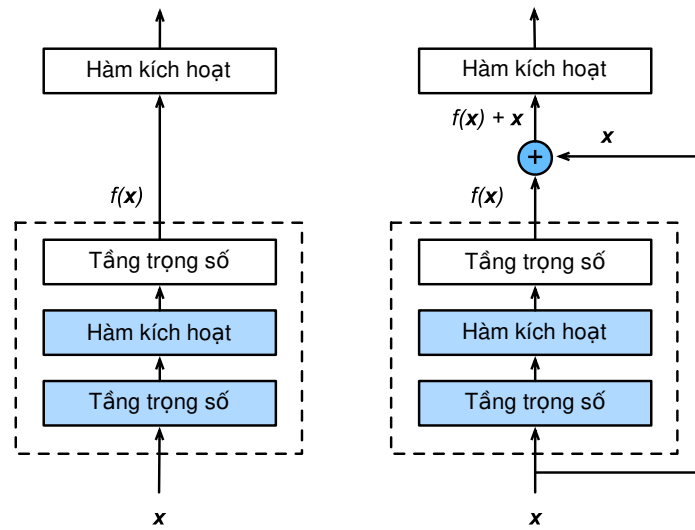 Hàm kích hoạt
f(x)
Tầng trọng số
Hàm kích hoạt
Tầng trọng số
x
Hàm kích hoạt
f(x) + x
x
+
f(x)
Tầng trọng số
Hàm kích hoạt
Tầng trọng số
x